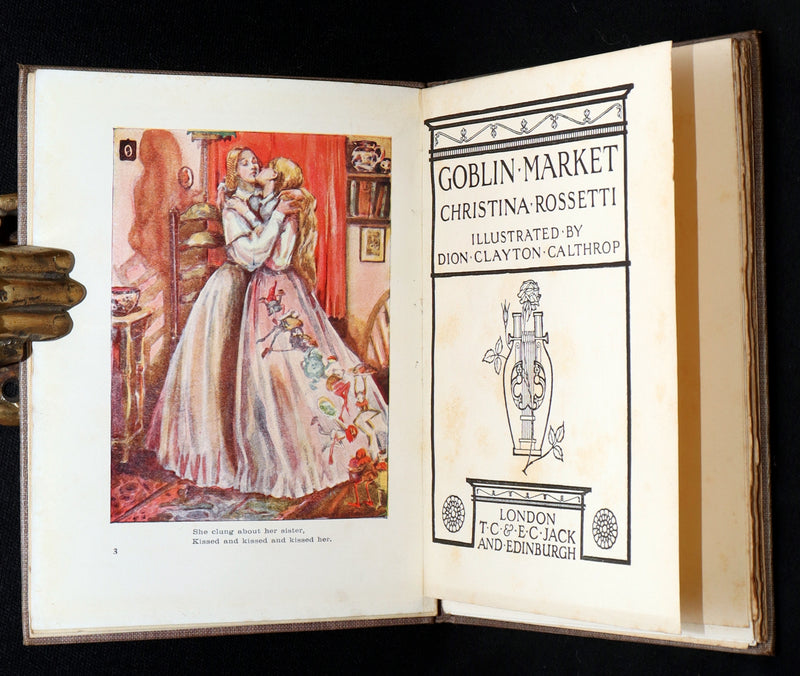 She clung about her sister,
Kissed and kissed and kissed her.
3
GOBLIN·MARKET
CHRISTINA·ROSSETTI
ILLUSTRATED·BY
DION·CLAYTON·CALTHROP
LONDON
T·C·&·E·C·JACK
AND·EDINBURGH